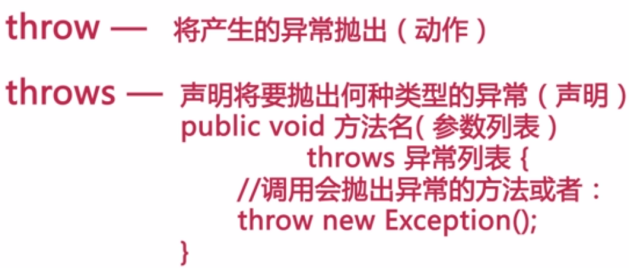 throw — 将产生的异常抛出（动作）
throws — 声明将要抛出何种类型的异常（声明）
public void 方法名( 参数列表 )
throws 异常列表 {
//调用会抛出异常的方法或者：
throw new Exception();
}